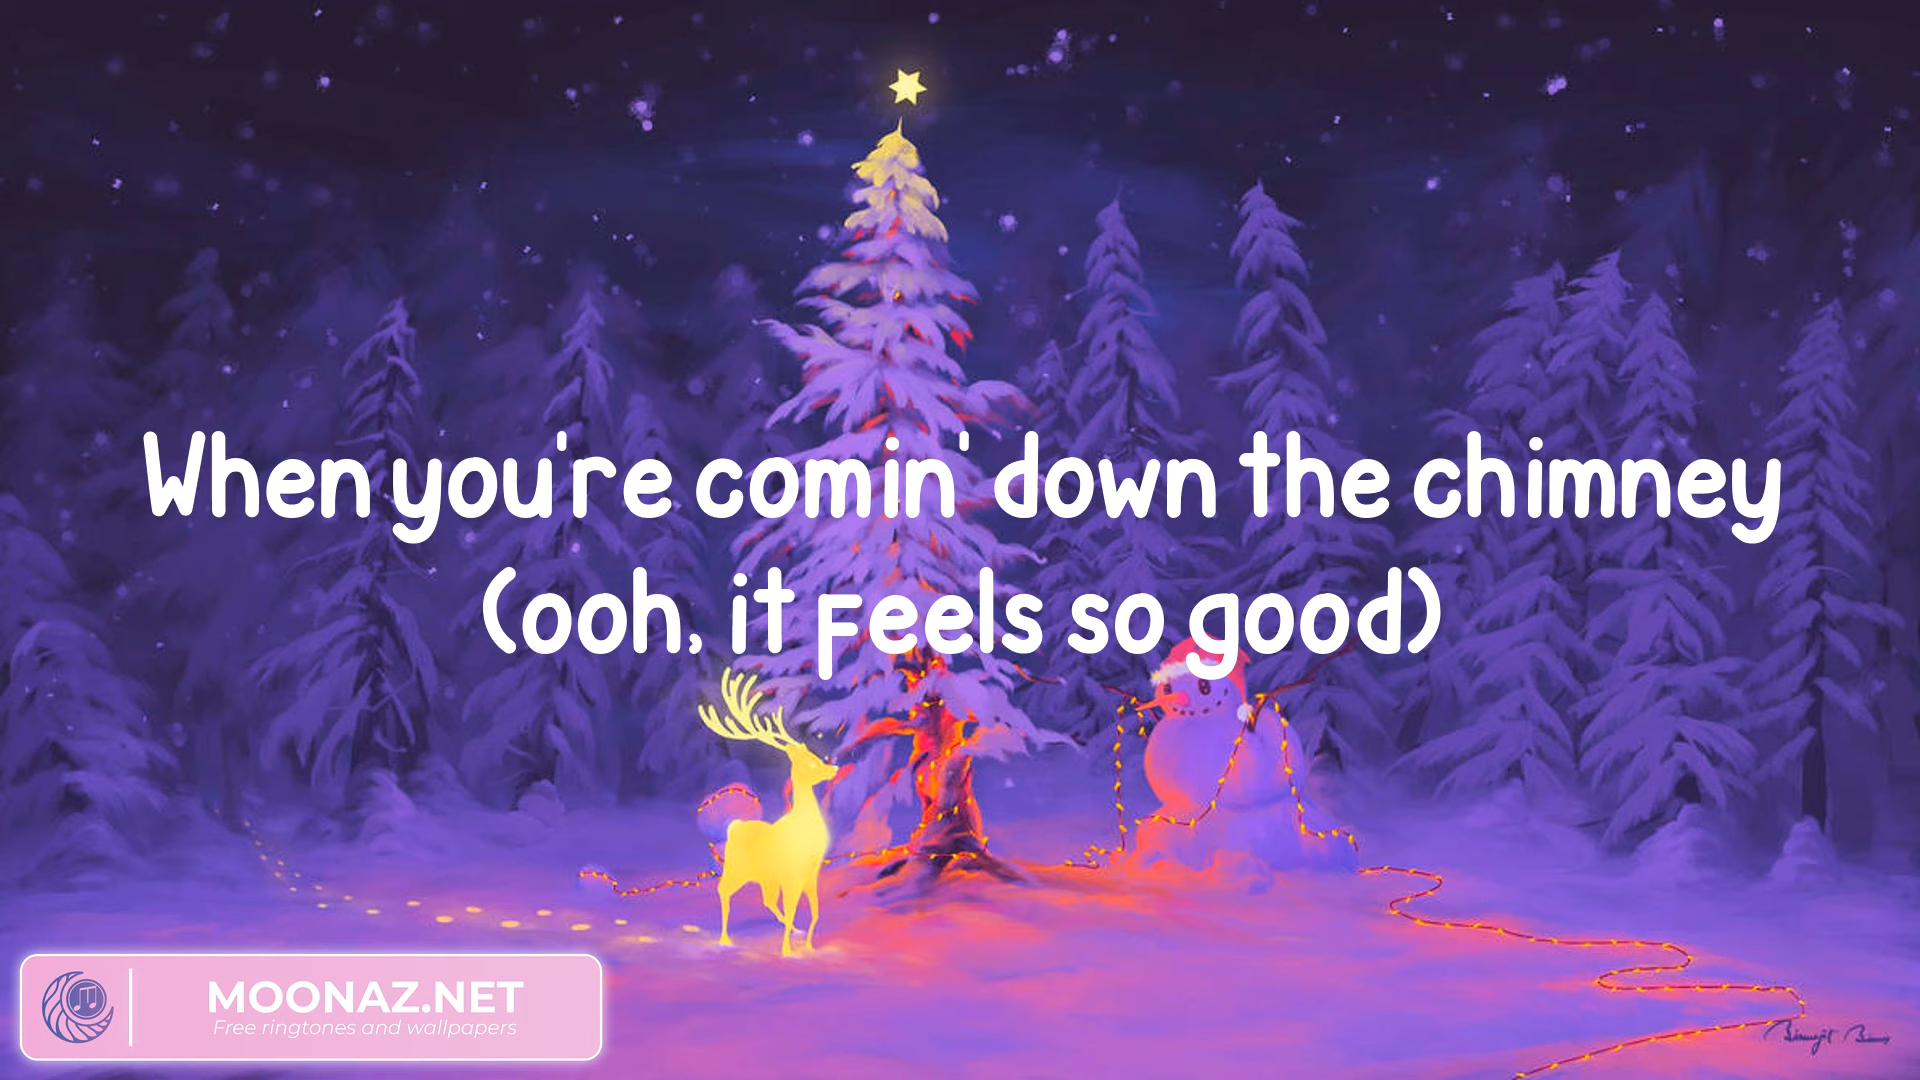 When you're comin' down the chimney
(ooh, it feels so good)
MOONAZ.NET
Free ringtones and wallpapers